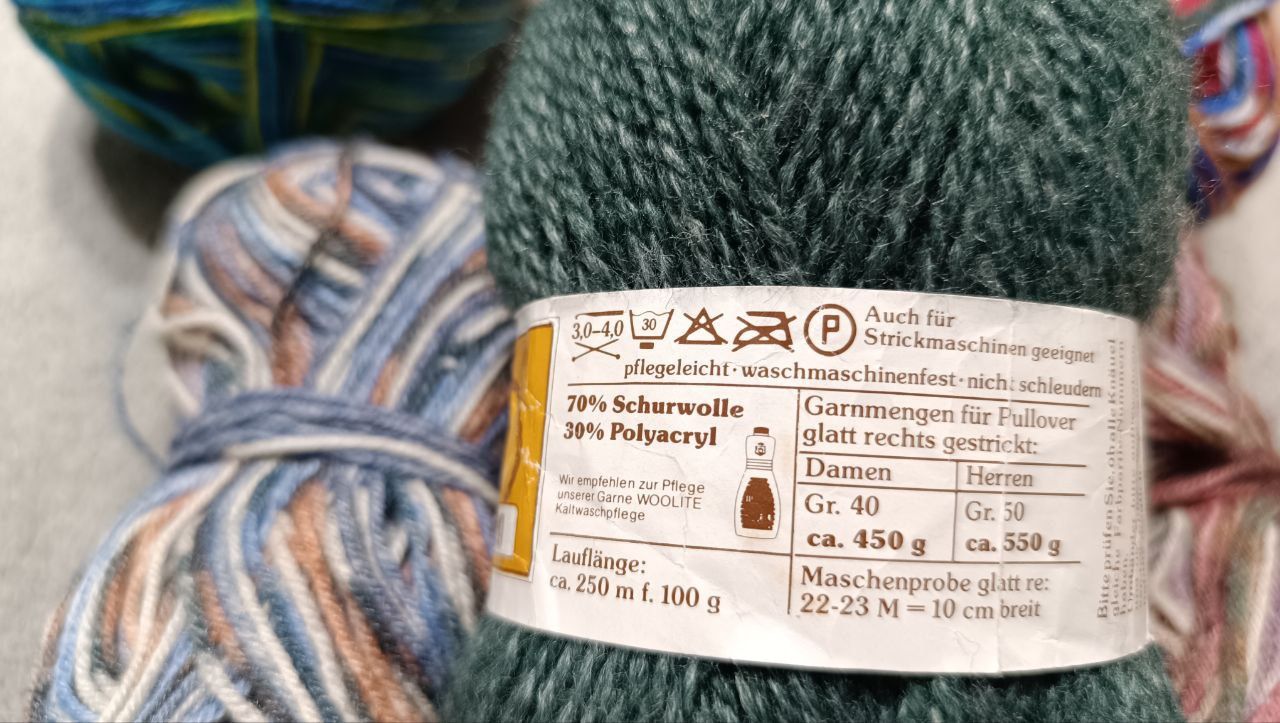 3,0–4,0
30
P
Auch für
Strickmaschinen geeignet
pflegeleicht · waschmaschinenfest · nicht schleudern
70% Schurwolle
30% Polyacryl
Wir empfehlen zur Pflege
unserer Garne WOOLITE
Kaltwaschpflege
Lauflänge:
ca. 250 m f. 100 g
Garnmengen für Pullover
glatt rechts gestrickt:
Damen
Herren
Gr. 40
Gr. 50
ca. 450 g
ca. 550 g
Maschenprobe glatt re:
22-23 M = 10 cm breit
Bitte prüfen Sie, ob alle Knäuel
gleiche Farbpartie-Nummern